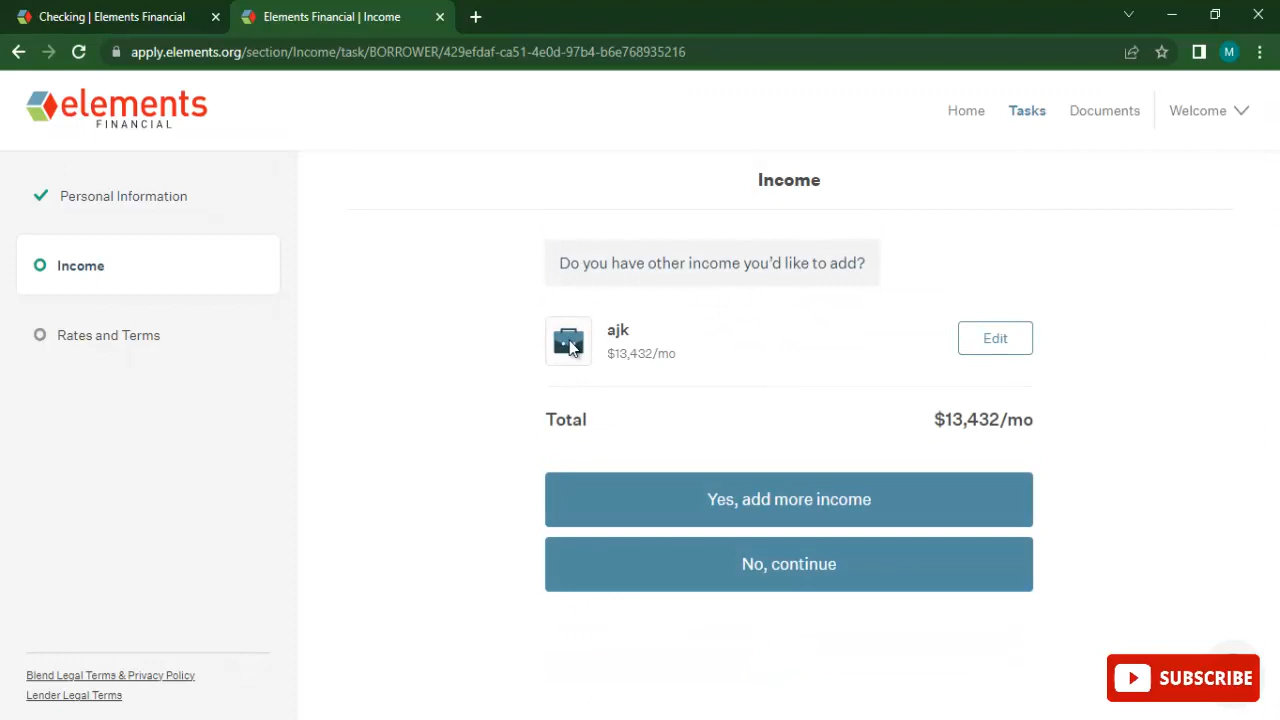 Checking | Elements Financial
Elements Financial | Income
apply.elements.org/section/Income/task/BORROWER/429efdaf-ca51-4e0d-97b4-b6e768935216
M
elements
FINANCIAL
Home
Tasks
Documents
Welcome
Personal Information
Income
Rates and Terms
Income
Do you have other income you'd like to add?
ajk
$13,432/mo
Edit
Total
$13,432/mo
Yes, add more income
No, continue
Blend Legal Terms & Privacy Policy
Lender Legal Terms
SUBSCRIBE